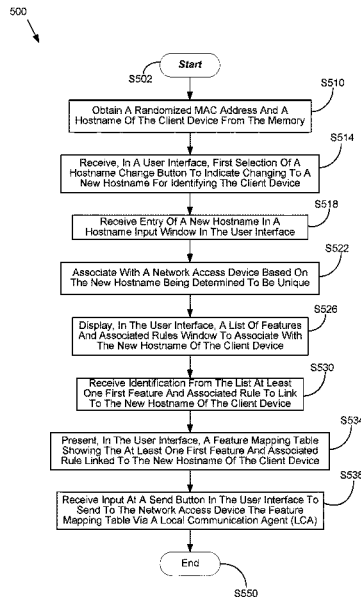 500
Start
S502
S510
Obtain A Randomized MAC Address And A
Hostname Of The Client Device From The Memory
S514
Receive, In A User Interface, First Selection Of A
Hostname Change Button To Indicate Changing To A
New Hostname For Identifying The Client Device
S518
Receive Entry Of A New Hostname In A
Hostname Input Window In The User Interface
S522
Associate With A Network Access Device Based On
The New Hostname Being Determined To Be Unique
S526
Display, In The User Interface, A List Of Features
And Associated Rules Window To Associate With
The New Hostname Of The Client Device
S530
Receive Identification From The List At Least
One First Feature And Associated Rule To Link
To The New Hostname Of The Client Device
S534
Present, In The User Interface, A Feature Mapping Table
Showing The At Least One First Feature And Associated
Rule Linked To The New Hostname Of The Client Device
S538
Receive Input At A Send Button In The User Interface To
Send To The Network Access Device The Feature
Mapping Table Via A Local Communication Agent (LCA)
End
S550